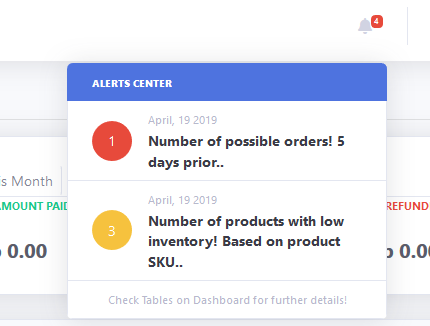 4
ALERTS CENTER
April, 19 2019
1
Number of possible orders! 5
days prior..
s Month
AMOUNT PAID
REFUND
April, 19 2019
3
Number of products with low
inventory! Based on product
SKU..
0.00
0.0
Check Tables on Dashboard for further details!